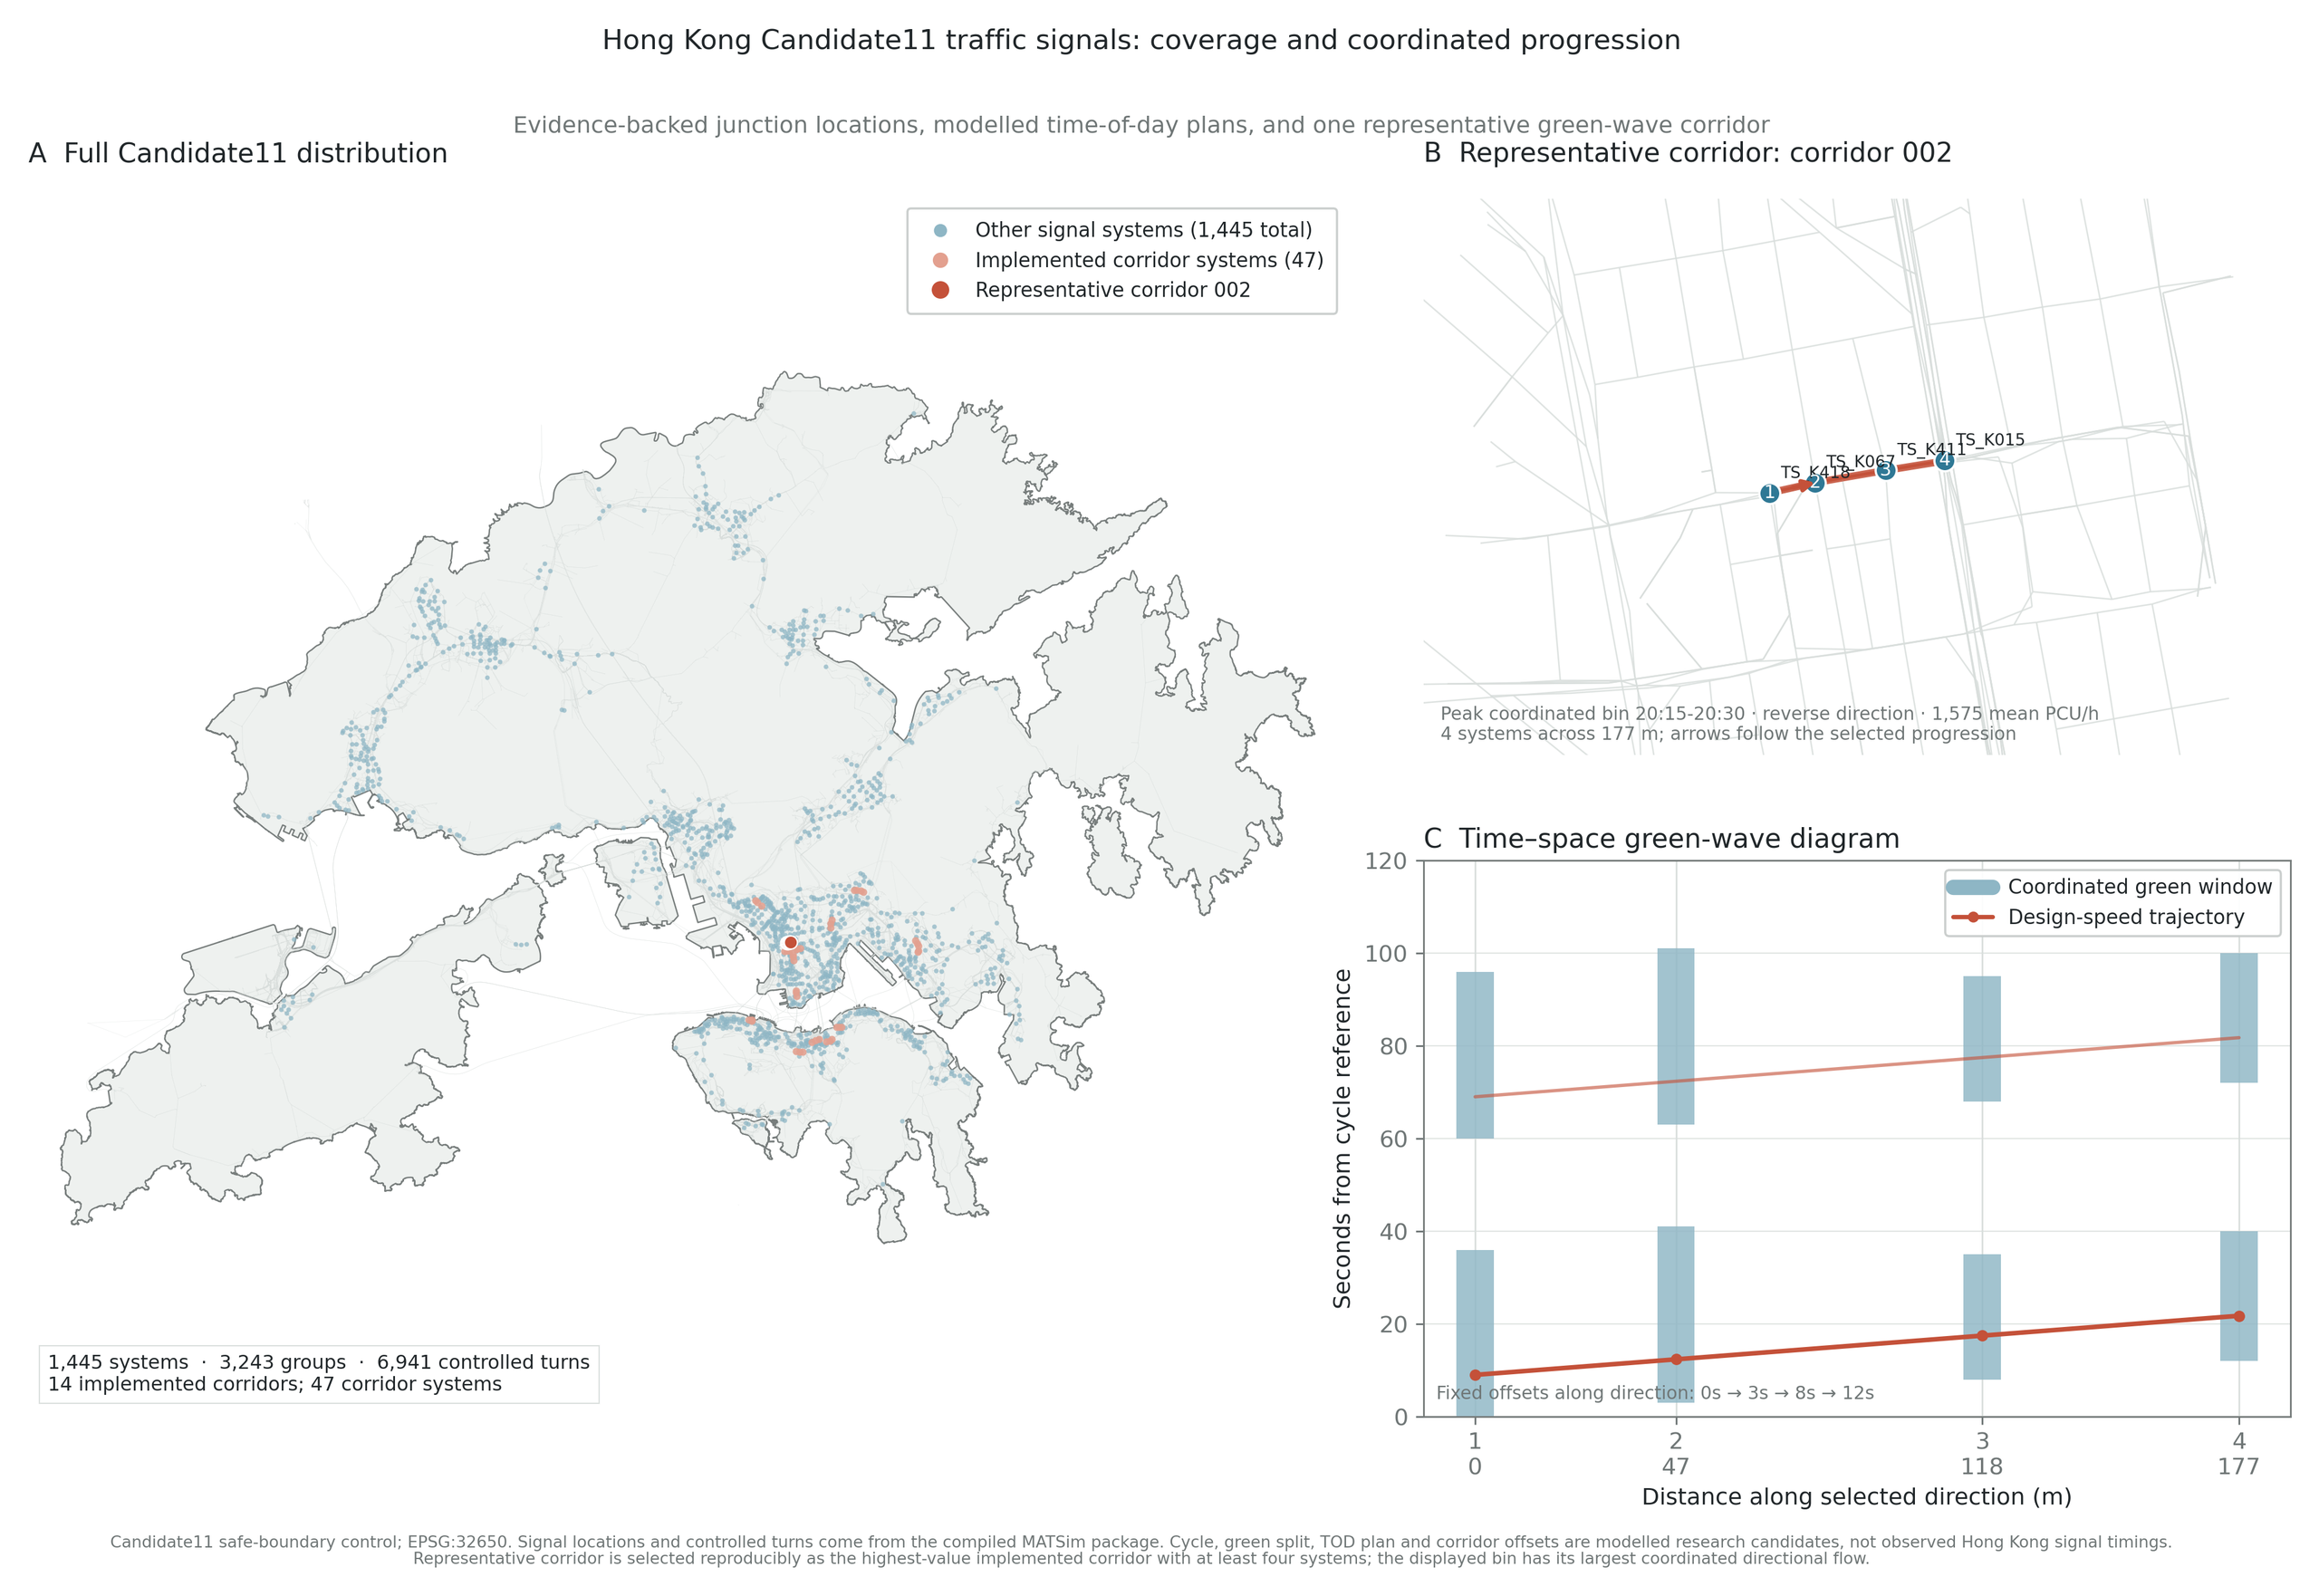 Hong Kong Candidate11 traffic signals: coverage and coordinated progression
Evidence-backed junction locations, modelled time-of-day plans, and one representative green-wave corridor
A Full Candidate11 distribution
Other signal systems (1,445 total)
Implemented corridor systems (47)
Representative corridor 002
1,445 systems · 3,243 groups · 6,941 controlled turns
14 implemented corridors; 47 corridor systems
B Representative corridor: corridor 002
TS_K015
TS_K411
TS_K067
TS_K418
1
2
3
4
Peak coordinated bin 20:15-20:30 · reverse direction · 1,575 mean PCU/h
4 systems across 177 m; arrows follow the selected progression
C Time–space green-wave diagram
Coordinated green window
Design-speed trajectory
Seconds from cycle reference
120
100
80
60
40
20
0
Fixed offsets along direction: 0s → 3s → 8s → 12s
1 2 3 4
0 47 118 177
Distance along selected direction (m)
Candidate11 safe-boundary control; EPSG:32650. Signal locations and controlled turns come from the compiled MATSim package. Cycle, green split, TOD plan and corridor offsets are modelled research candidates, not observed Hong Kong signal timings.
Representative corridor is selected reproducibly as the highest-value implemented corridor with at least four systems; the displayed bin has its largest coordinated directional flow.